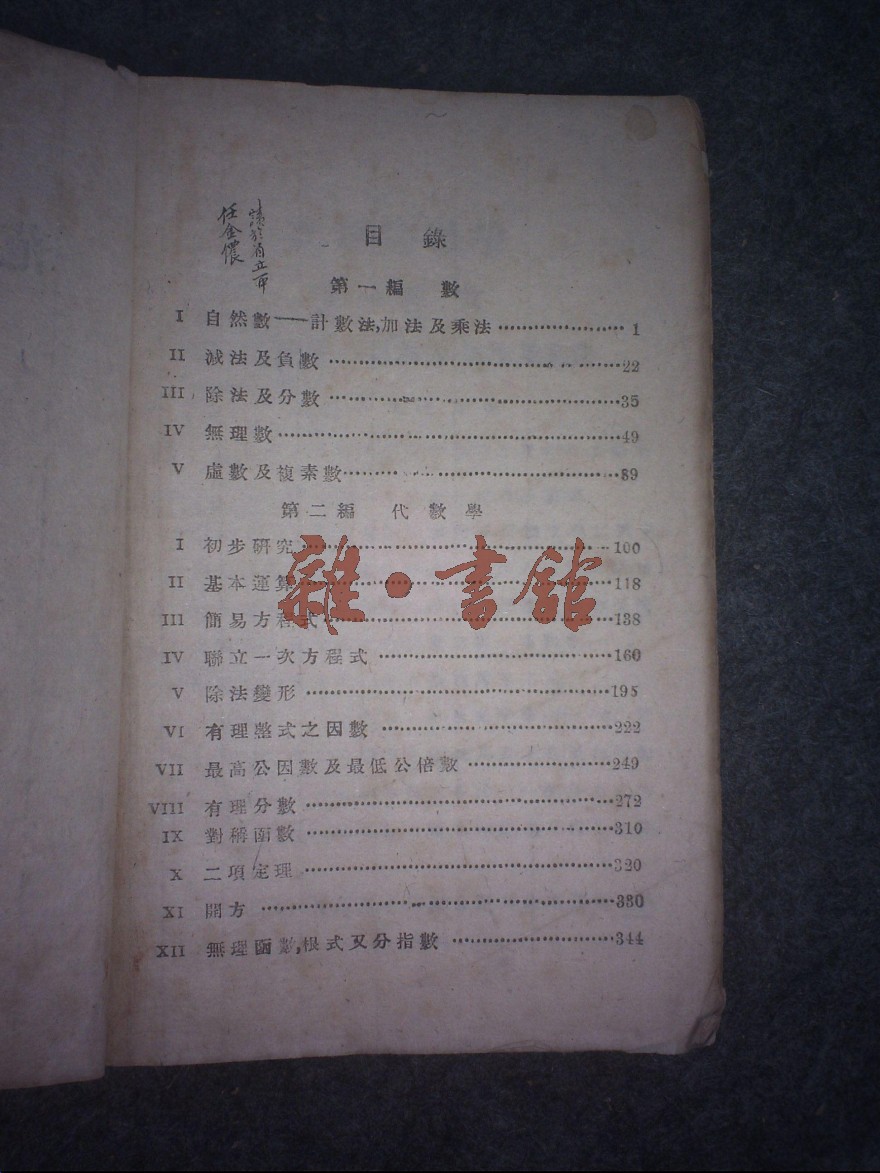 目錄
第一編 數
I 自然數——計數法,加法及乘法 1
II 減法及負數 22
III 除法及分數 35
IV 無理數 49
V 虛數及複素數 89
第二編 代數學
I 初步研究 100
II 基本運算 118
III 簡易方程式 138
IV 聯立一次方程式 160
V 除法變形 195
VI 有理整式之因數 222
VII 最高公因數及最低公倍數 249
VIII 有理分數 272
IX 對稱函數 310
X 二項定理 320
XI 開方 330
XII 無理函數,根式及分指數 344
雜·書館